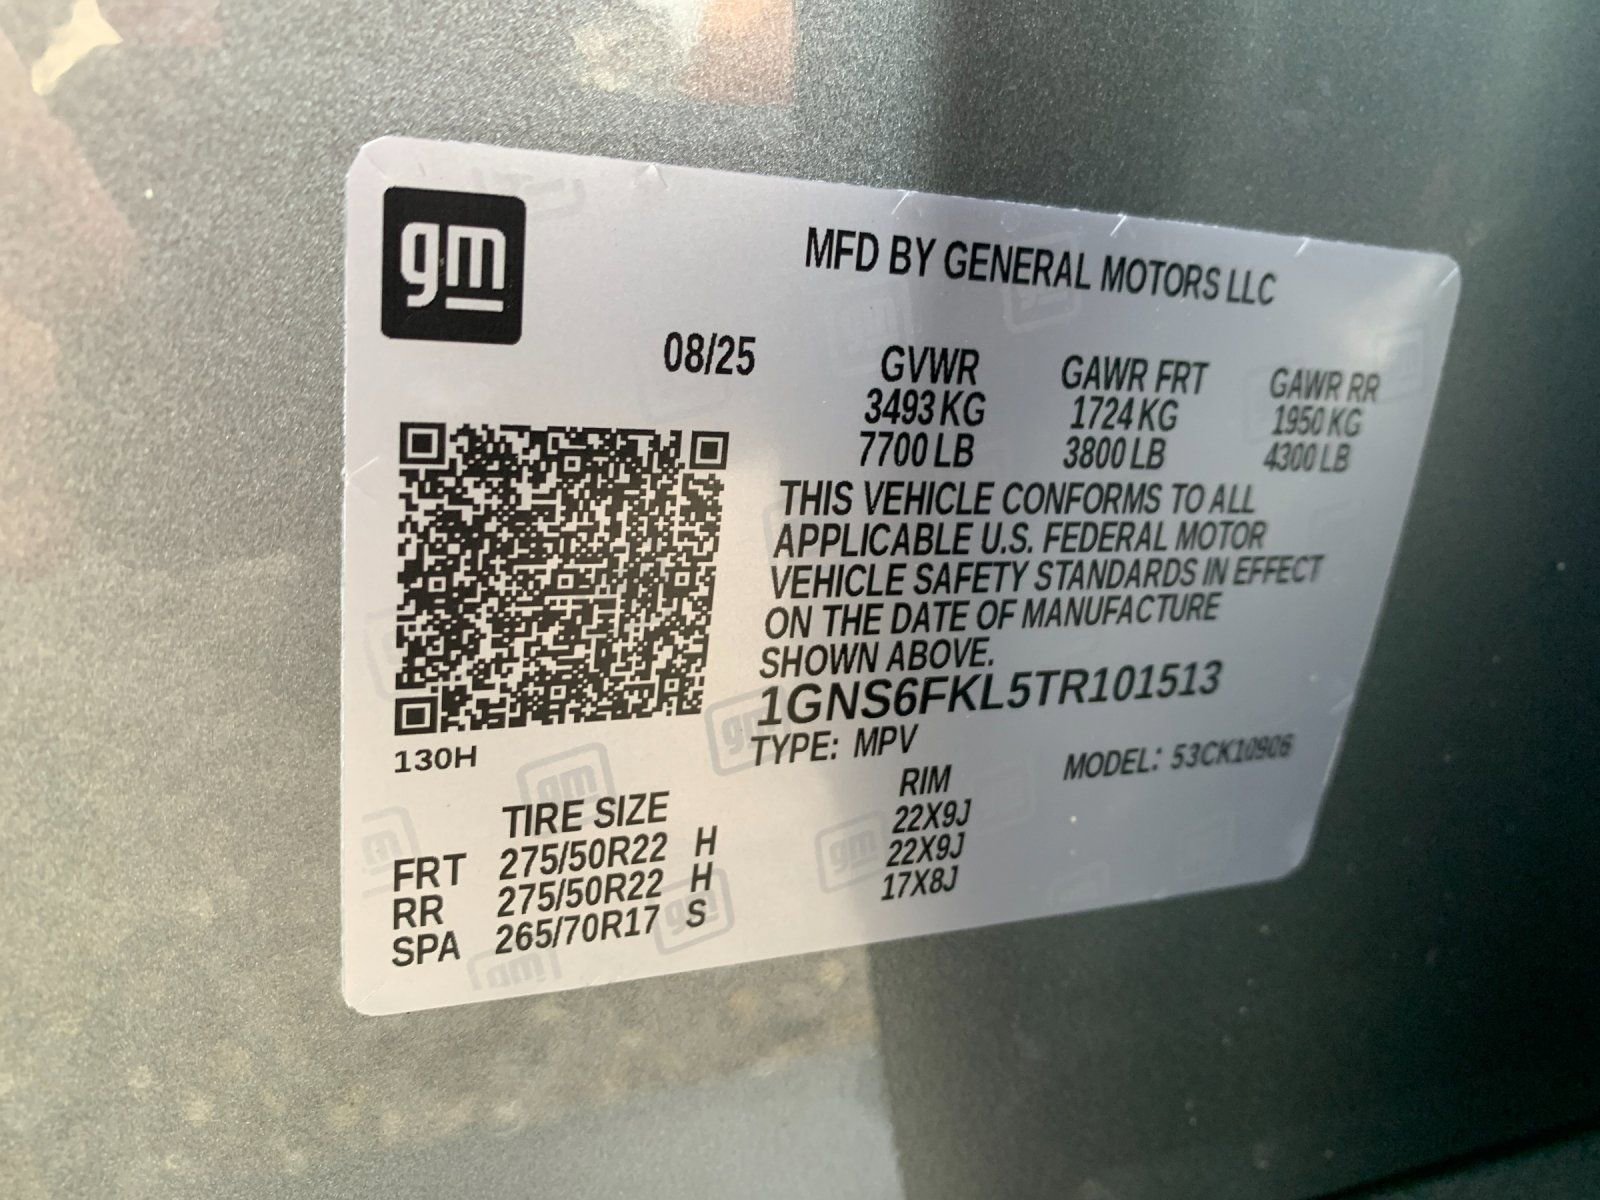 gm
MFD BY GENERAL MOTORS LLC
08/25 GVWR GAWR FRT GAWR RR
3493 KG 1724 KG 1950 KG
7700 LB 3800 LB 4300 LB
THIS VEHICLE CONFORMS TO ALL
APPLICABLE U.S. FEDERAL MOTOR
VEHICLE SAFETY STANDARDS IN EFFECT
ON THE DATE OF MANUFACTURE
SHOWN ABOVE.
1GNS6FKL5TR101513
130H
TYPE: MPV MODEL: 53CK10906
TIRE SIZE RIM
FRT 275/50R22 H 22X9J
RR 275/50R22 H 22X9J
SPA 265/70R17 S 17X8J